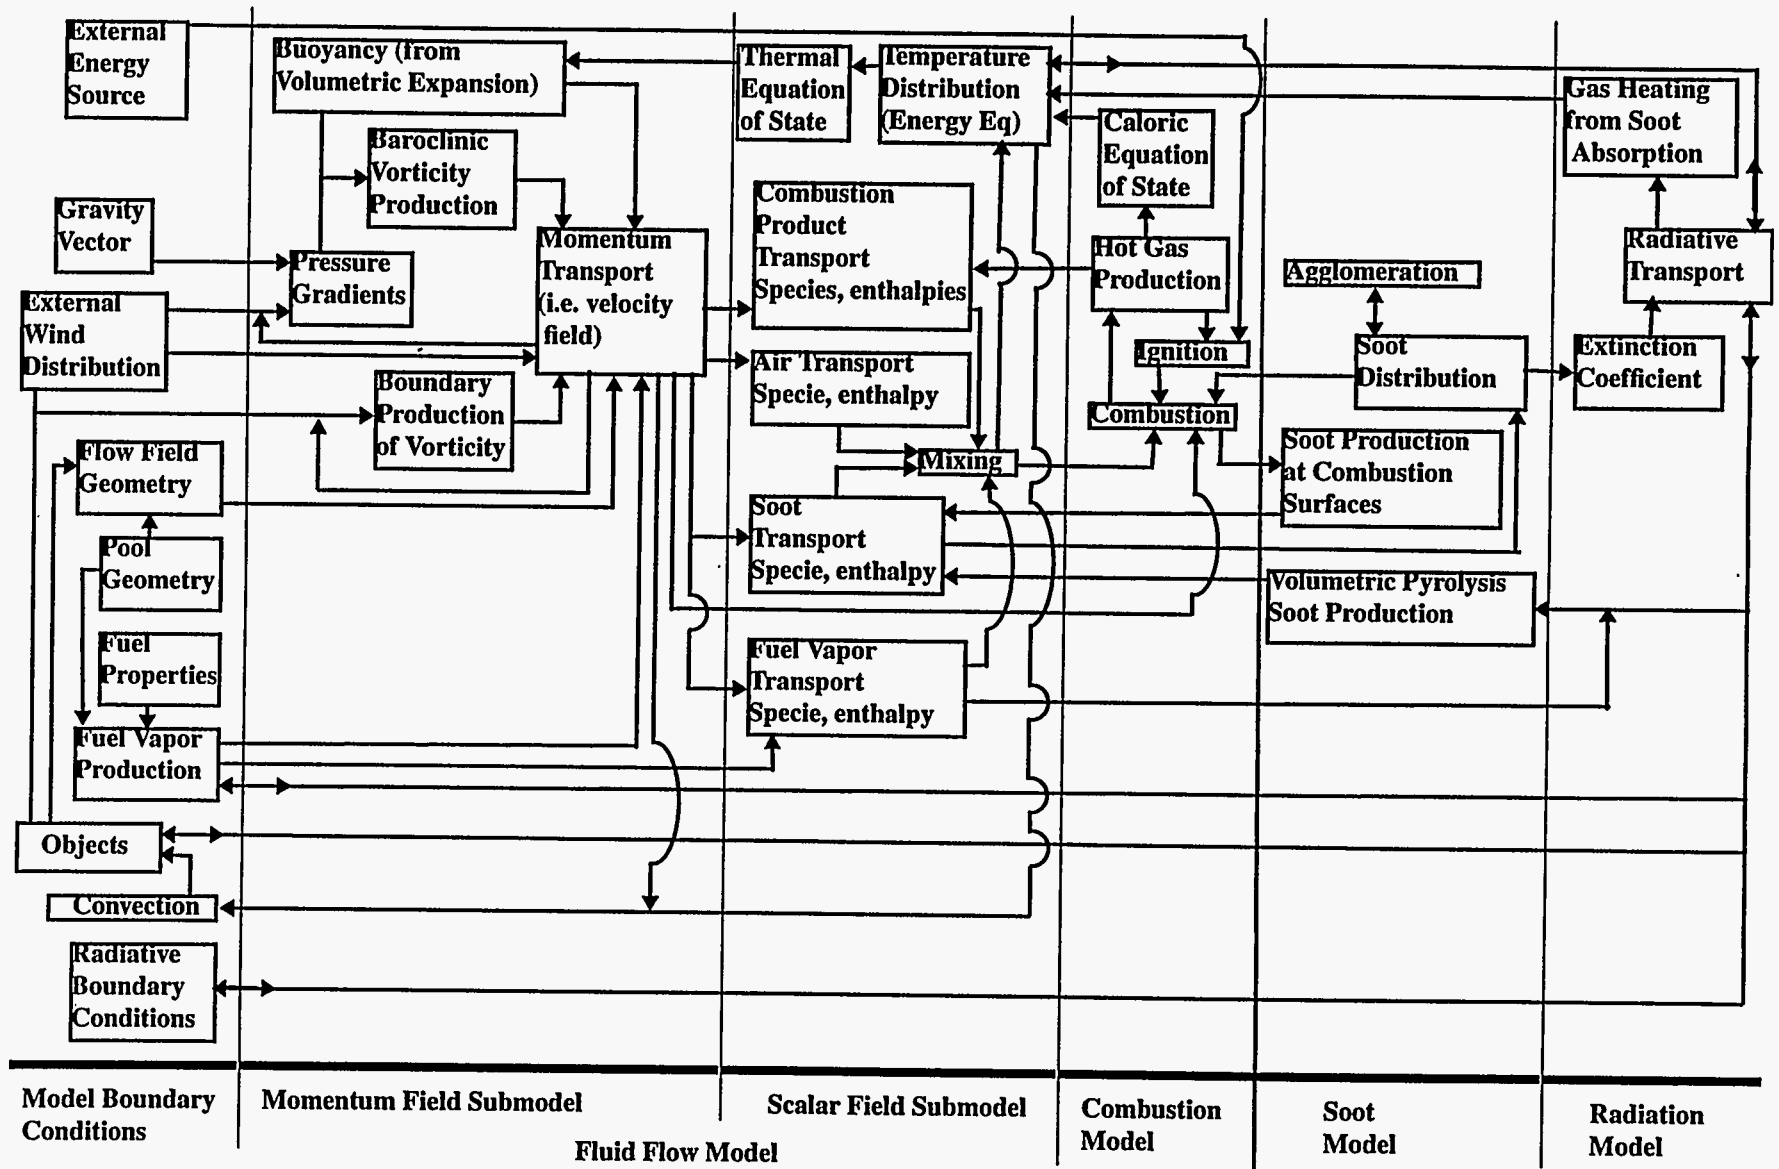 External
Energy
Source
Gravity
Vector
External
Wind
Distribution
Flow Field
Geometry
Pool
Geometry
Fuel
Properties
Fuel Vapor
Production
Objects
Convection
Radiative
Boundary
Conditions
Buoyancy (from
Volumetric Expansion)
Baroclinic
Vorticity
Production
Pressure
Gradients
Momentum
Transport
(i.e. velocity
field)
Boundary
Production
of Vorticity
Thermal
Equation
of State
Temperature
Distribution
(Energy Eq)
Combustion
Product
Transport
Species, enthalpies
Air Transport
Specie, enthalpy
Mixing
Soot
Transport
Specie, enthalpy
Fuel Vapor
Transport
Specie, enthalpy
Caloric
Equation
of State
Hot Gas
Production
Ignition
Combustion
Agglomeration
Soot
Distribution
Soot Production
at Combustion
Surfaces
Volumetric Pyrolysis
Soot Production
Gas Heating
from Soot
Absorption
Radiative
Transport
Extinction
Coefficient
Model Boundary
Conditions
Momentum Field Submodel
Scalar Field Submodel
Fluid Flow Model
Combustion
Model
Soot
Model
Radiation
Model